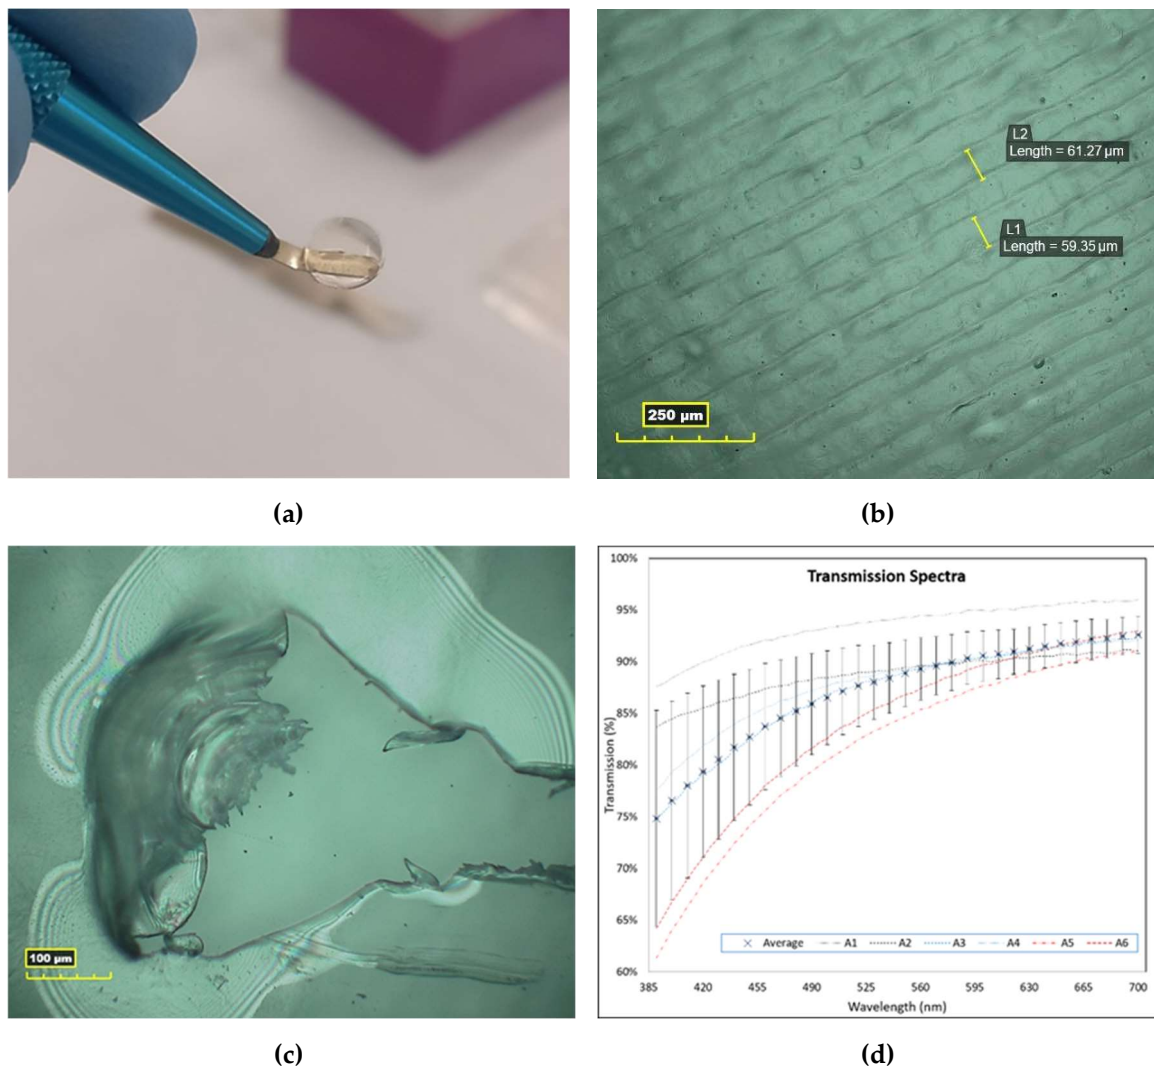 L2
Length = 61.27 µm
L1
Length = 59.35 µm
250 µm
(a)
(b)
100 µm
Transmission Spectra
100%
95%
90%
85%
80%
75%
70%
65%
60%
Transmission (%)
Average A1 A2 A3 A4 A5 A6
385 420 455 490 525 560 595 630 665 700
Wavelength (nm)
(c)
(d)